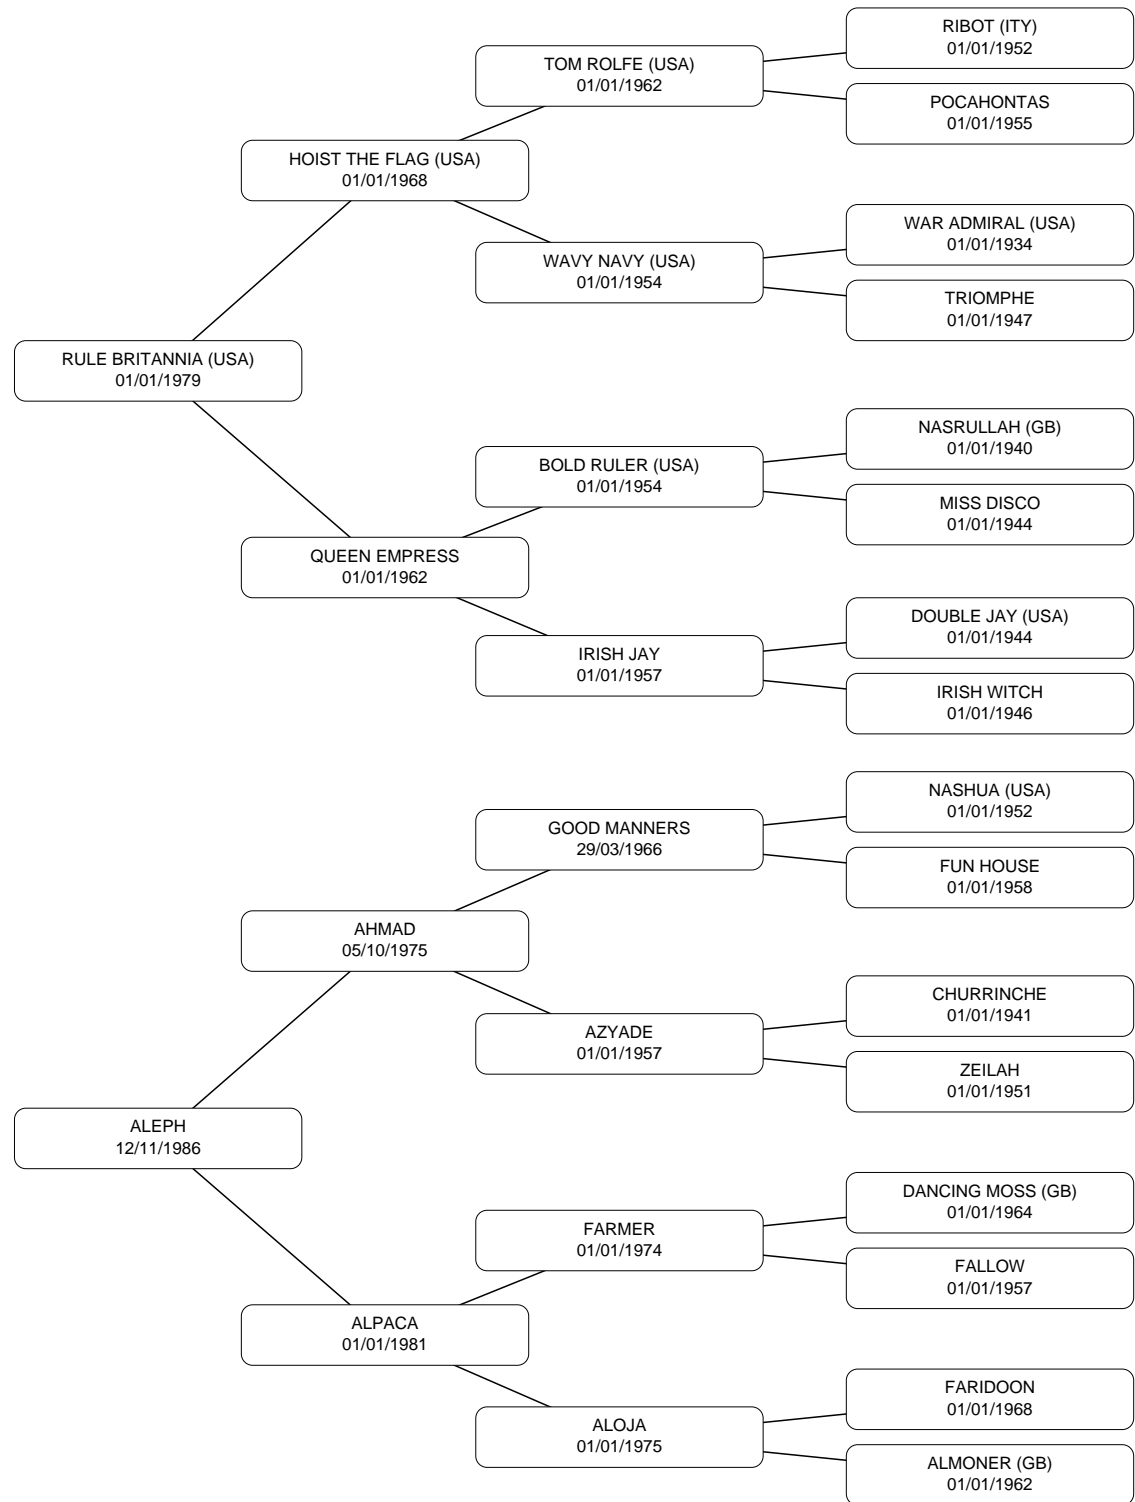 RIBOT (ITY)
01/01/1952
TOM ROLFE (USA)
01/01/1962
POCAHONTAS
01/01/1955
HOIST THE FLAG (USA)
01/01/1968
WAR ADMIRAL (USA)
01/01/1934
WAVY NAVY (USA)
01/01/1954
TRIOMPHE
01/01/1947
RULE BRITANNIA (USA)
01/01/1979
NASRULLAH (GB)
01/01/1940
BOLD RULER (USA)
01/01/1954
MISS DISCO
01/01/1944
QUEEN EMPRESS
01/01/1962
DOUBLE JAY (USA)
01/01/1944
IRISH JAY
01/01/1957
IRISH WITCH
01/01/1946
NASHUA (USA)
01/01/1952
GOOD MANNERS
29/03/1966
FUN HOUSE
01/01/1958
AHMAD
05/10/1975
CHURRINCHE
01/01/1941
AZYADE
01/01/1957
ZEILAH
01/01/1951
ALEPH
12/11/1986
DANCING MOSS (GB)
01/01/1964
FARMER
01/01/1974
FALLOW
01/01/1957
ALPACA
01/01/1981
FARIDOON
01/01/1968
ALOJA
01/01/1975
ALMONER (GB)
01/01/1962